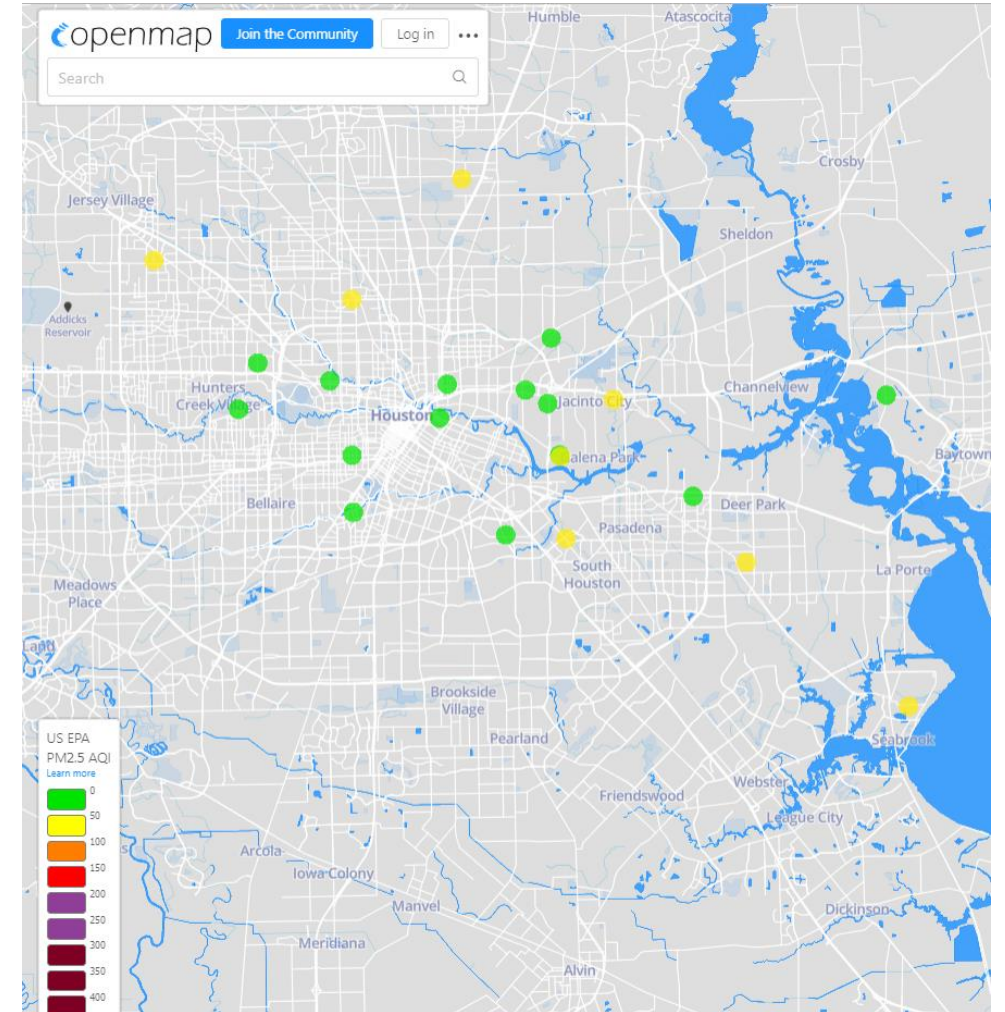 openmap
Join the Community
Log in
Search
Humble
Atascocita
Crosby
Jersey Village
Sheldon
Addicks
Reservoir
Hunters
Creek Village
Channelview
Jacinto City
Houston
Galena Park
Baytown
Bellaire
Deer Park
Pasadena
South
Houston
La Porte
Meadows
Place
Land
Brookside
Village
Pearland
Seabrook
Webster
Friendswood
League City
Arcola
Iowa Colony
Manvel
Dickinson
Meridiana
Alvin
US EPA
PM2.5 AQI
Learn more
0
50
100
150
200
250
300
350
400